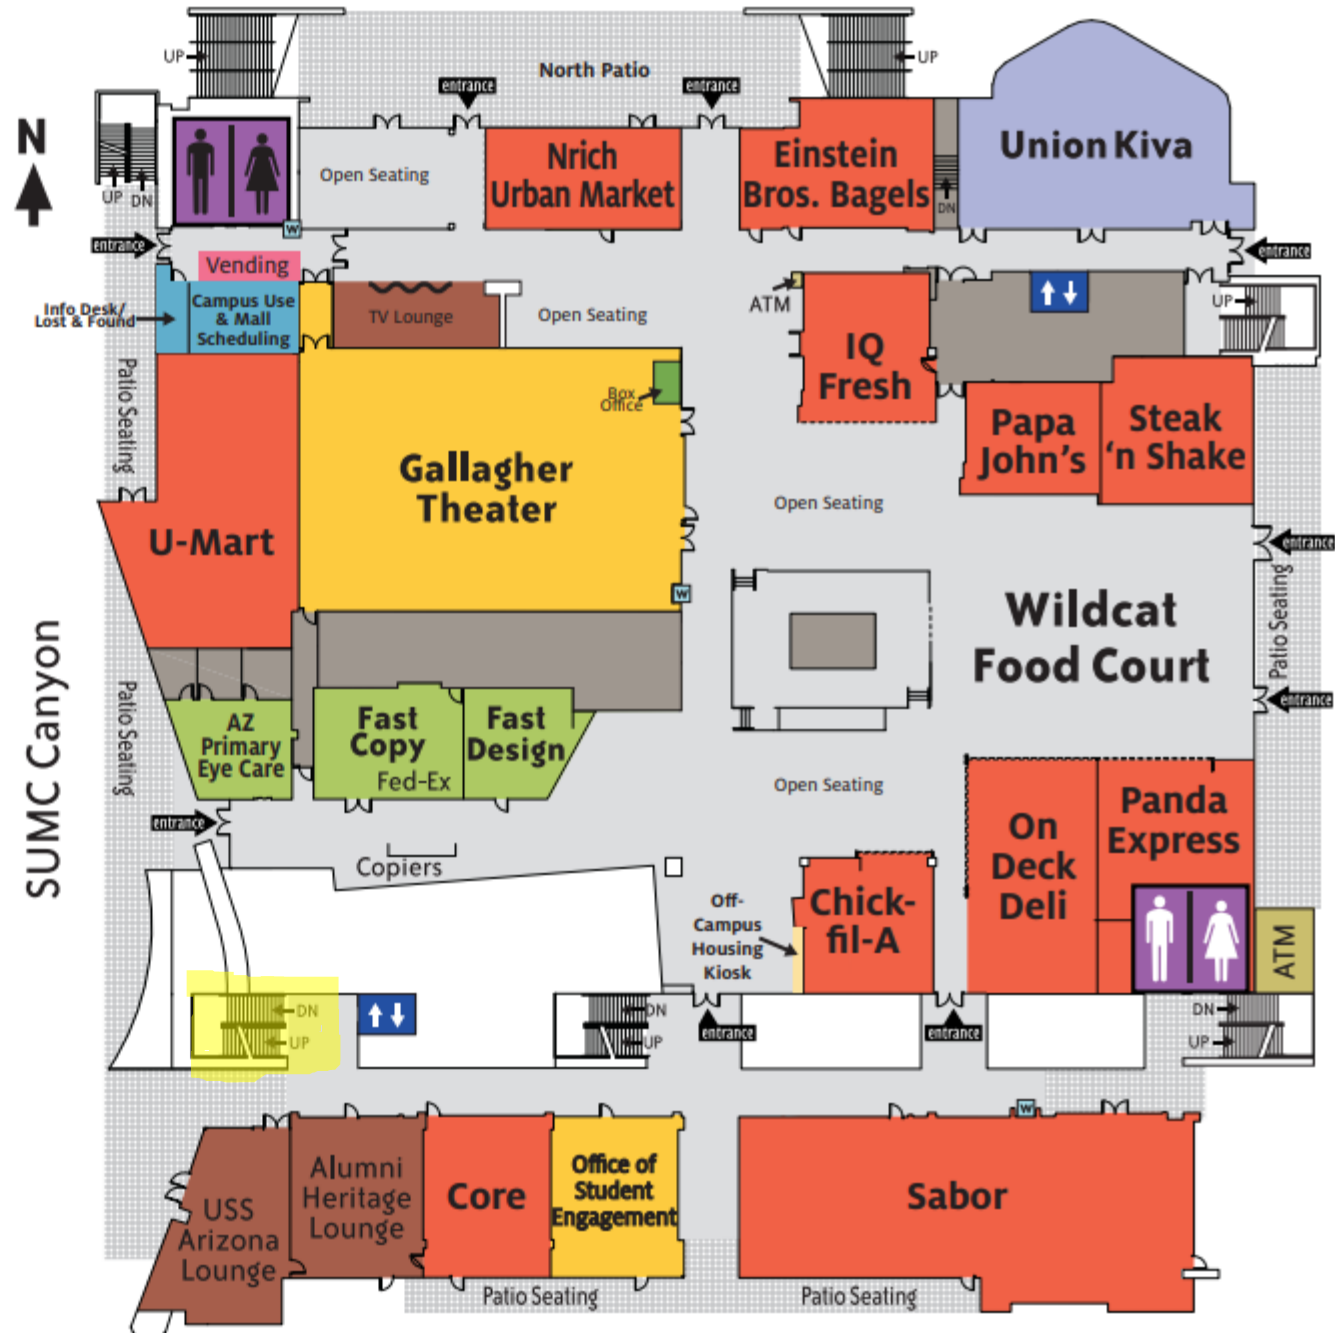 UP
UP
North Patio
entrance
entrance
N
UP
DN
Open Seating
Nrich
Urban Market
Einstein
Bros. Bagels
DN
Union Kiva
W
entrance
entrance
Vending
Info Desk/
Lost & Found
Campus Use
& Mall
Scheduling
TV Lounge
Open Seating
ATM
IQ
Fresh
UP
Patio Seating
Box
Office
Papa
John's
Steak
'n Shake
Gallagher
Theater
Open Seating
U-Mart
entrance
W
Patio Seating
Wildcat
Food Court
SUMC Canyon
Patio Seating
entrance
AZ
Primary
Eye Care
Fast
Copy
Fed-Ex
Fast
Design
Open Seating
entrance
Copiers
On
Deck
Deli
Panda
Express
Off-
Campus
Housing
Kiosk
Chick-
fil-A
ATM
DN
UP
DN
UP
entrance
entrance
DN
UP
W
USS
Arizona
Lounge
Alumni
Heritage
Lounge
Core
Office of
Student
Engagement
Sabor
Patio Seating
Patio Seating